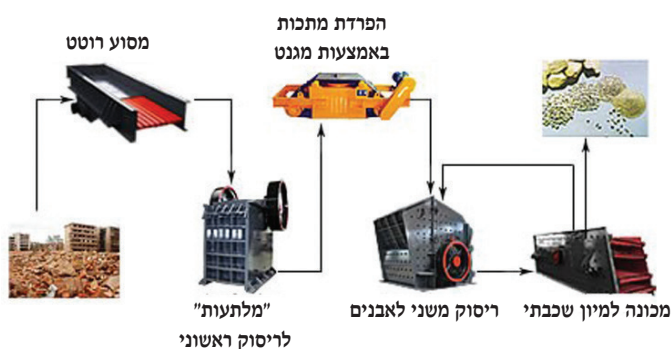 הפרדת מתכות
באמצעות מגנט
מסוע רוטט
מכונה למיון שכבתי
ריסוק משני לאבנים
"מלתעות"
לריסוק ראשוני